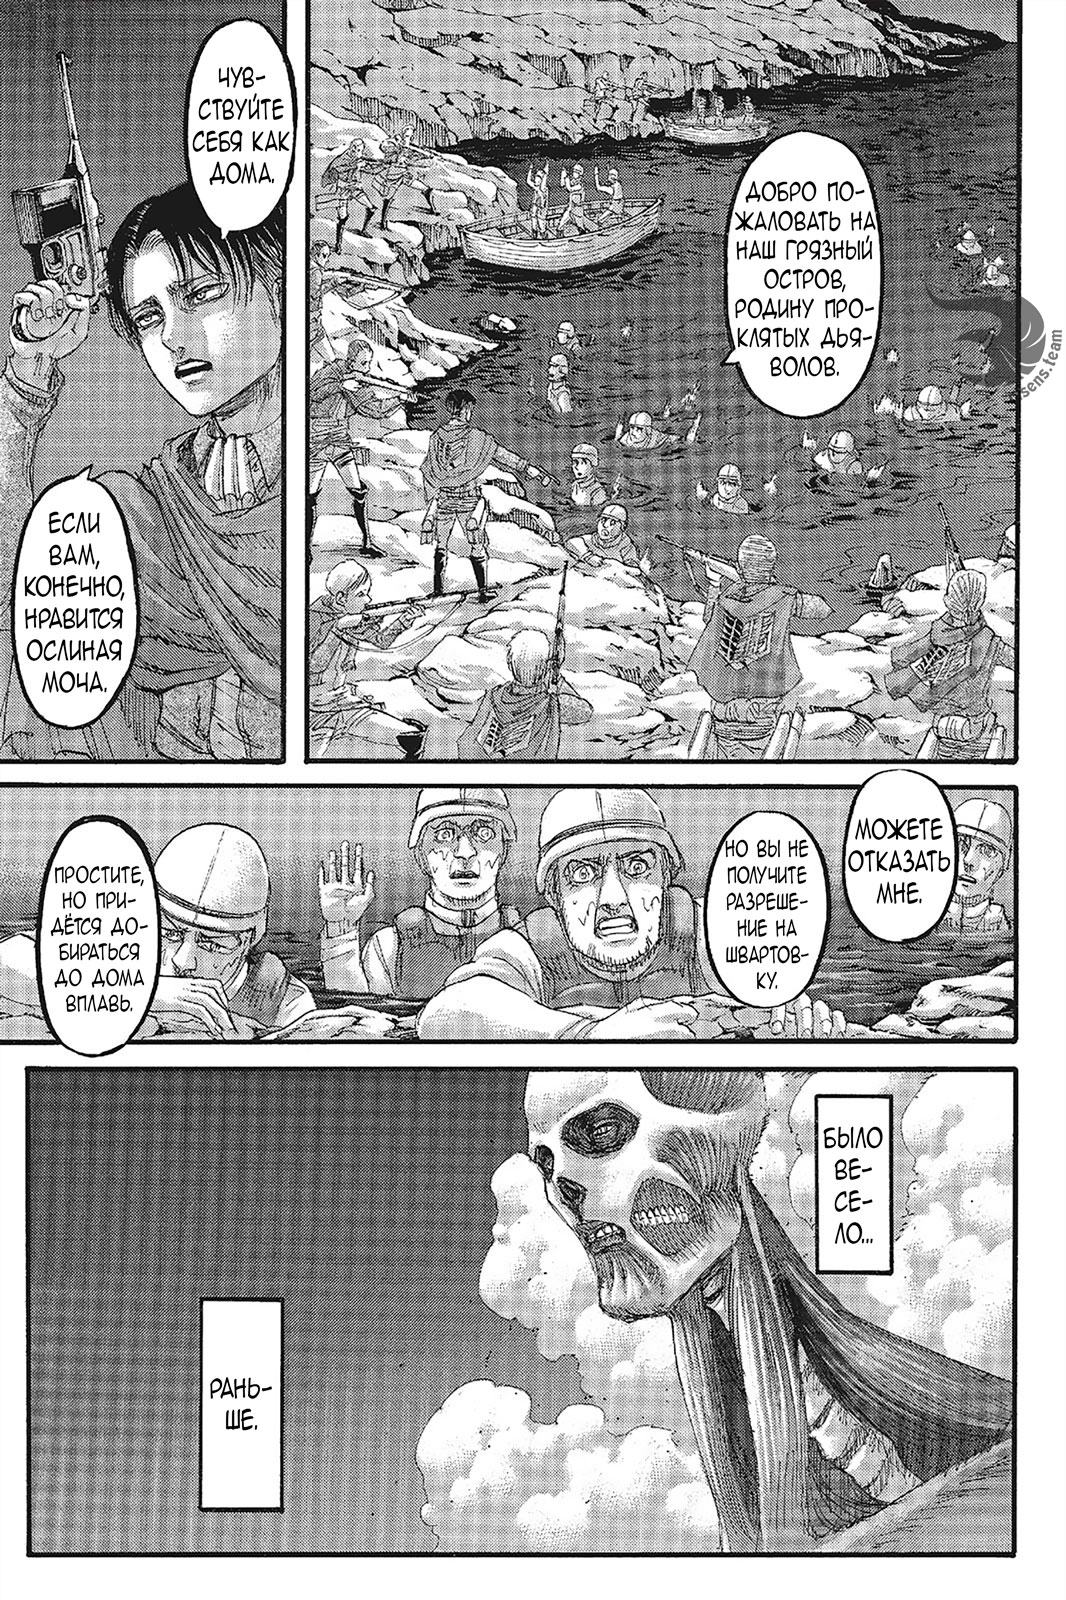 ДОБРО ПО-
ЖАЛОВАТЬ НА
НАШ ГРЯЗНЫЙ
ОСТРОВ,
РОДИНУ ПРО-
КЛЯТЫХ ДЬЯ-
ВОЛОВ.
ЧУВ-
СТВУЙТЕ
СЕБЯ КАК
ДОМА.
ЕСЛИ
ВАМ,
КОНЕЧНО,
НРАВИТСЯ
ОСЛИНАЯ
МОЧА.
МОЖЕТЕ
ОТКАЗАТЬ
МНЕ.
НО ВЫ НЕ
ПОЛУЧИТЕ
РАЗРЕШЕ-
НИЕ НА
ШВАРТОВ-
КУ.
ПРОСТИТЕ,
НО ПРИ-
ДЁТСЯ ДО-
БИРАТЬСЯ
ДО ДОМА
ВПЛАВЬ.
БЫЛО
ВЕ-
СЕ-
ЛО...
РАНЬ-
ШЕ.
sens.team